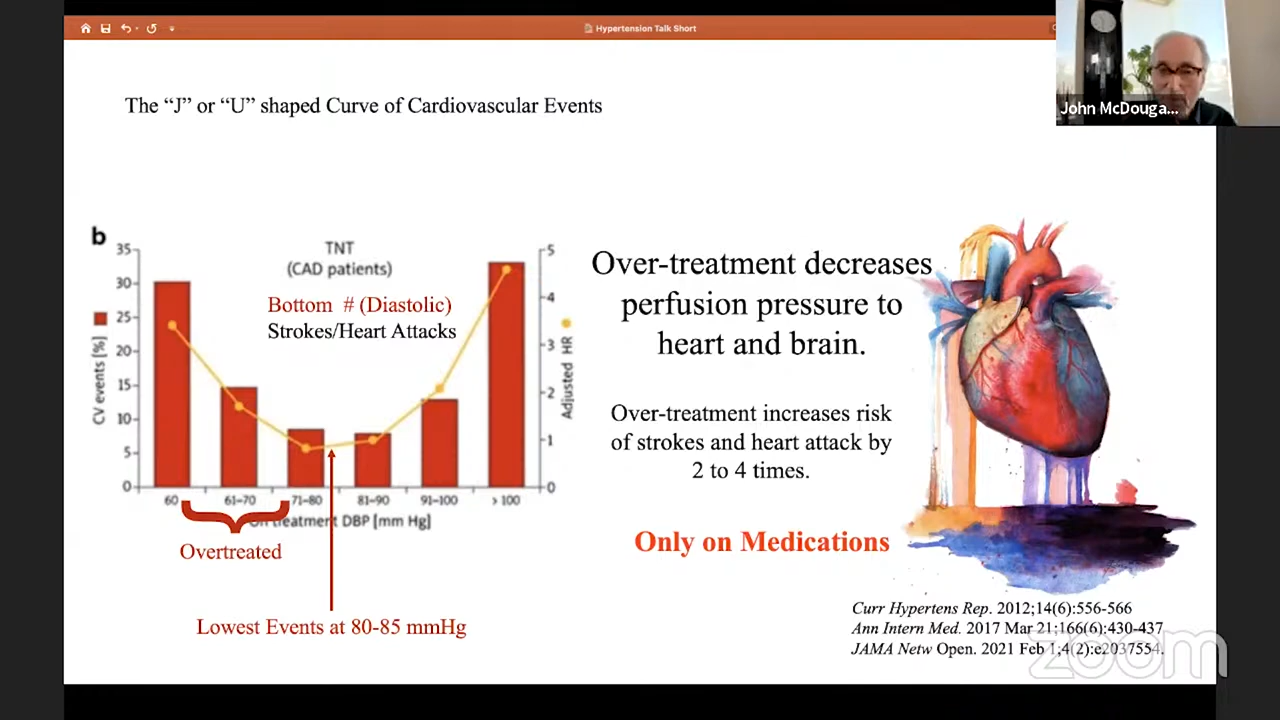 Hypertension Talk Short
John McDouga...
The “J” or “U” shaped Curve of Cardiovascular Events
b
TNT
(CAD patients)
Bottom # (Diastolic)
Strokes/Heart Attacks
35
30
25
20
15
10
5
0
CV events [%]
5
4
3
2
1
0
Adjusted HR
60 61–70 71–80 81–90 91–100 > 100
treatment DBP [mm Hg]
Overtreated
Lowest Events at 80-85 mmHg
Over-treatment decreases
perfusion pressure to
heart and brain.
Over-treatment increases risk
of strokes and heart attack by
2 to 4 times.
Only on Medications
Curr Hypertens Rep. 2012;14(6):556-566
Ann Intern Med. 2017 Mar 21;166(6):430-437
JAMA Netw Open. 2021 Feb 1;4(2):e2037554.
zoom